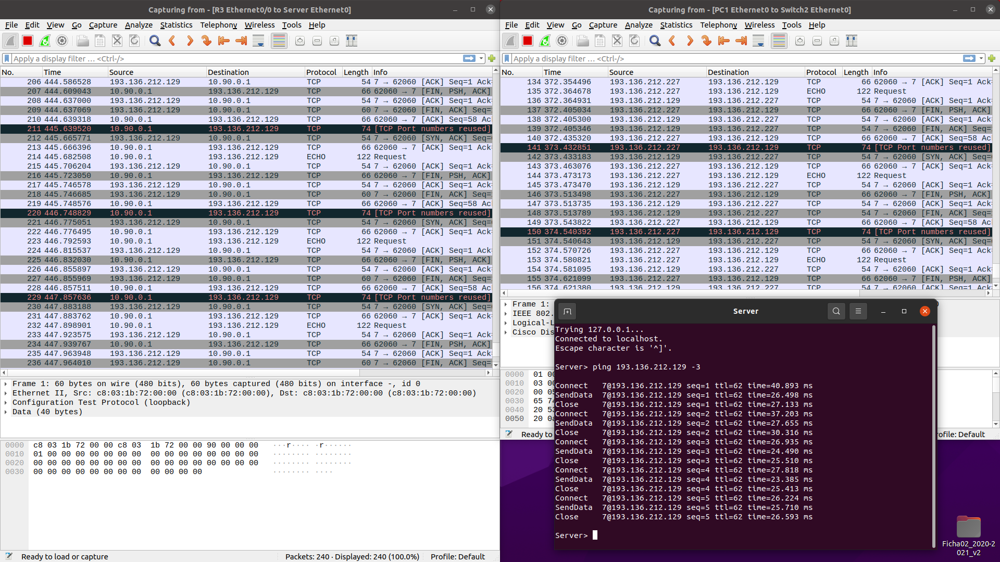 Capturing from - [R3 Ethernet0/0 to Server Ethernet0]
File Edit View Go Capture Analyze Statistics Telephony Wireless Tools Help
Apply a display filter … <Ctrl-/>
No. Time Source Destination Protocol Length Info
206 444.586528 193.136.212.129 10.90.0.1 TCP 54 7 → 62060 [ACK] Seq=1 Ack=
207 444.609043 10.90.0.1 193.136.212.129 TCP 66 62060 → 7 [FIN, PSH, ACK]
208 444.637000 193.136.212.129 10.90.0.1 TCP 54 7 → 62060 [ACK] Seq=1 Ack=
209 444.637069 193.136.212.129 10.90.0.1 TCP 60 7 → 62060 [FIN, ACK] Seq=
210 444.639318 10.90.0.1 193.136.212.129 TCP 66 62060 → 7 [ACK] Seq=58 Ac
211 445.639520 10.90.0.1 193.136.212.129 TCP 74 [TCP Port numbers reused]
212 445.665771 193.136.212.129 10.90.0.1 TCP 54 7 → 62060 [SYN, ACK] Seq=
213 445.666396 10.90.0.1 193.136.212.129 TCP 66 62060 → 7 [ACK] Seq=1 Ack=
214 445.682508 10.90.0.1 193.136.212.129 ECHO 122 Request
215 445.706204 193.136.212.129 10.90.0.1 TCP 54 7 → 62060 [ACK] Seq=1 Ack=
216 445.723050 10.90.0.1 193.136.212.129 TCP 66 62060 → 7 [FIN, PSH, ACK]
217 445.746578 193.136.212.129 10.90.0.1 TCP 54 7 → 62060 [ACK] Seq=1 Ack=
218 445.746685 193.136.212.129 10.90.0.1 TCP 60 7 → 62060 [FIN, ACK] Seq=
219 445.748576 10.90.0.1 193.136.212.129 TCP 66 62060 → 7 [ACK] Seq=58 Ac
220 446.748829 10.90.0.1 193.136.212.129 TCP 74 [TCP Port numbers reused]
221 446.775051 193.136.212.129 10.90.0.1 TCP 54 7 → 62060 [SYN, ACK] Seq=
222 446.776495 10.90.0.1 193.136.212.129 TCP 66 62060 → 7 [ACK] Seq=1 Ack=
223 446.792593 10.90.0.1 193.136.212.129 ECHO 122 Request
224 446.815537 193.136.212.129 10.90.0.1 TCP 54 7 → 62060 [ACK] Seq=1 Ack=
225 446.832030 10.90.0.1 193.136.212.129 TCP 66 62060 → 7 [FIN, PSH, ACK]
226 446.855897 193.136.212.129 10.90.0.1 TCP 54 7 → 62060 [ACK] Seq=1 Ack=
227 446.855969 193.136.212.129 10.90.0.1 TCP 60 7 → 62060 [FIN, ACK] Seq=
228 446.857511 10.90.0.1 193.136.212.129 TCP 66 62060 → 7 [ACK] Seq=58 Ac
229 447.857636 10.90.0.1 193.136.212.129 TCP 74 [TCP Port numbers reused]
230 447.883188 193.136.212.129 10.90.0.1 TCP 54 7 → 62060 [SYN, ACK] Seq=
231 447.883762 10.90.0.1 193.136.212.129 TCP 66 62060 → 7 [ACK] Seq=1 Ack=
232 447.898901 10.90.0.1 193.136.212.129 ECHO 122 Request
233 447.923575 193.136.212.129 10.90.0.1 TCP 54 7 → 62060 [ACK] Seq=1 Ack=
234 447.939767 10.90.0.1 193.136.212.129 TCP 66 62060 → 7 [FIN, PSH, ACK]
235 447.963948 193.136.212.129 10.90.0.1 TCP 54 7 → 62060 [ACK] Seq=1 Ack=
236 447.964010 193.136.212.129 10.90.0.1 TCP 60 7 → 62060 [FIN, ACK] Seq=
Frame 1: 60 bytes on wire (480 bits), 60 bytes captured (480 bits) on interface -, id 0
Ethernet II, Src: c8:03:1b:72:00:00 (c8:03:1b:72:00:00), Dst: c8:03:1b:72:00:00 (c8:03:1b:72:00:00)
Configuration Test Protocol (loopback)
Data (40 bytes)
0000 c8 03 1b 72 00 00 c8 03 1b 72 00 00 90 00 00 00 ···r···· ·r······
0010 01 00 00 00 00 00 00 00 00 00 00 00 00 00 00 00 ········ ········
0020 00 00 00 00 00 00 00 00 00 00 00 00 00 00 00 00 ········ ········
0030 00 00 00 00 00 00 00 00 00 00 00 00 ········ ····
Ready to load or capture Packets: 240 · Displayed: 240 (100.0%) Profile: Default
Capturing from - [PC1 Ethernet0 to Switch2 Ethernet0]
File Edit View Go Capture Analyze Statistics Telephony Wireless Tools Help
Apply a display filter … <Ctrl-/>
No. Time Source Destination Protocol Length Info
134 372.354496 193.136.212.227 193.136.212.129 TCP 66 62060 → 7 [ACK] Seq=1 Ack=
135 372.364678 193.136.212.227 193.136.212.129 ECHO 122 Request
136 372.364931 193.136.212.129 193.136.212.227 TCP 54 7 → 62060 [ACK] Seq=1 Ack=
137 372.405034 193.136.212.227 193.136.212.129 TCP 66 62060 → 7 [FIN, PSH, ACK]
138 372.405300 193.136.212.129 193.136.212.227 TCP 54 7 → 62060 [ACK] Seq=1 Ack=
139 372.405346 193.136.212.129 193.136.212.227 TCP 54 7 → 62060 [FIN, ACK] Seq=
140 372.435320 193.136.212.227 193.136.212.129 TCP 66 62060 → 7 [ACK] Seq=58 Ac
141 373.432851 193.136.212.227 193.136.212.129 TCP 74 [TCP Port numbers reused]
142 373.433183 193.136.212.129 193.136.212.227 TCP 54 7 → 62060 [SYN, ACK] Seq=
143 373.463076 193.136.212.227 193.136.212.129 TCP 66 62060 → 7 [ACK] Seq=1 Ack=
144 373.473173 193.136.212.227 193.136.212.129 ECHO 122 Request
145 373.473470 193.136.212.129 193.136.212.227 TCP 54 7 → 62060 [ACK] Seq=1 Ack=
146 373.513498 193.136.212.227 193.136.212.129 TCP 66 62060 → 7 [FIN, PSH, ACK]
147 373.513735 193.136.212.129 193.136.212.227 TCP 54 7 → 62060 [ACK] Seq=1 Ack=
148 373.513789 193.136.212.129 193.136.212.227 TCP 54 7 → 62060 [FIN, ACK] Seq=
149 373.543822 193.136.212.227 193.136.212.129 TCP 66 62060 → 7 [ACK] Seq=58 Ac
150 374.540392 193.136.212.227 193.136.212.129 TCP 74 [TCP Port numbers reused]
151 374.540643 193.136.212.129 193.136.212.227 TCP 54 7 → 62060 [SYN, ACK] Seq=
152 374.570726 193.136.212.227 193.136.212.129 TCP 66 62060 → 7 [ACK] Seq=1 Ack=
153 374.580821 193.136.212.227 193.136.212.129 ECHO 122 Request
154 374.581095 193.136.212.129 193.136.212.227 TCP 54 7 → 62060 [ACK] Seq=1 Ack=
155 374.621099 193.136.212.227 193.136.212.129 TCP 66 62060 → 7 [FIN, PSH, ACK]
156 374.621380 193.136.212.129 193.136.212.227 TCP 54 7 → 62060 [ACK] Seq=1 Ack=
Frame 1:
IEEE 802.
Logical-L
Cisco Dis
0000 01 00
0010 03 00
0020 00 05
0030 65 74
0040 20 53
0050 20 0a
Ready to
rofile: Default
Server
Trying 127.0.0.1...
Connected to localhost.
Escape character is '^]'.
Server> ping 193.136.212.129 -3
Connect 7@193.136.212.129 seq=1 ttl=62 time=40.893 ms
SendData 7@193.136.212.129 seq=1 ttl=62 time=26.498 ms
Close 7@193.136.212.129 seq=1 ttl=62 time=27.133 ms
Connect 7@193.136.212.129 seq=2 ttl=62 time=37.203 ms
SendData 7@193.136.212.129 seq=2 ttl=62 time=27.655 ms
Close 7@193.136.212.129 seq=2 ttl=62 time=30.316 ms
Connect 7@193.136.212.129 seq=3 ttl=62 time=26.935 ms
SendData 7@193.136.212.129 seq=3 ttl=62 time=24.490 ms
Close 7@193.136.212.129 seq=3 ttl=62 time=25.510 ms
Connect 7@193.136.212.129 seq=4 ttl=62 time=27.818 ms
SendData 7@193.136.212.129 seq=4 ttl=62 time=23.385 ms
Close 7@193.136.212.129 seq=4 ttl=62 time=25.413 ms
Connect 7@193.136.212.129 seq=5 ttl=62 time=26.224 ms
SendData 7@193.136.212.129 seq=5 ttl=62 time=25.710 ms
Close 7@193.136.212.129 seq=5 ttl=62 time=26.593 ms
Server>
Ficha02_2020-2
021_v2